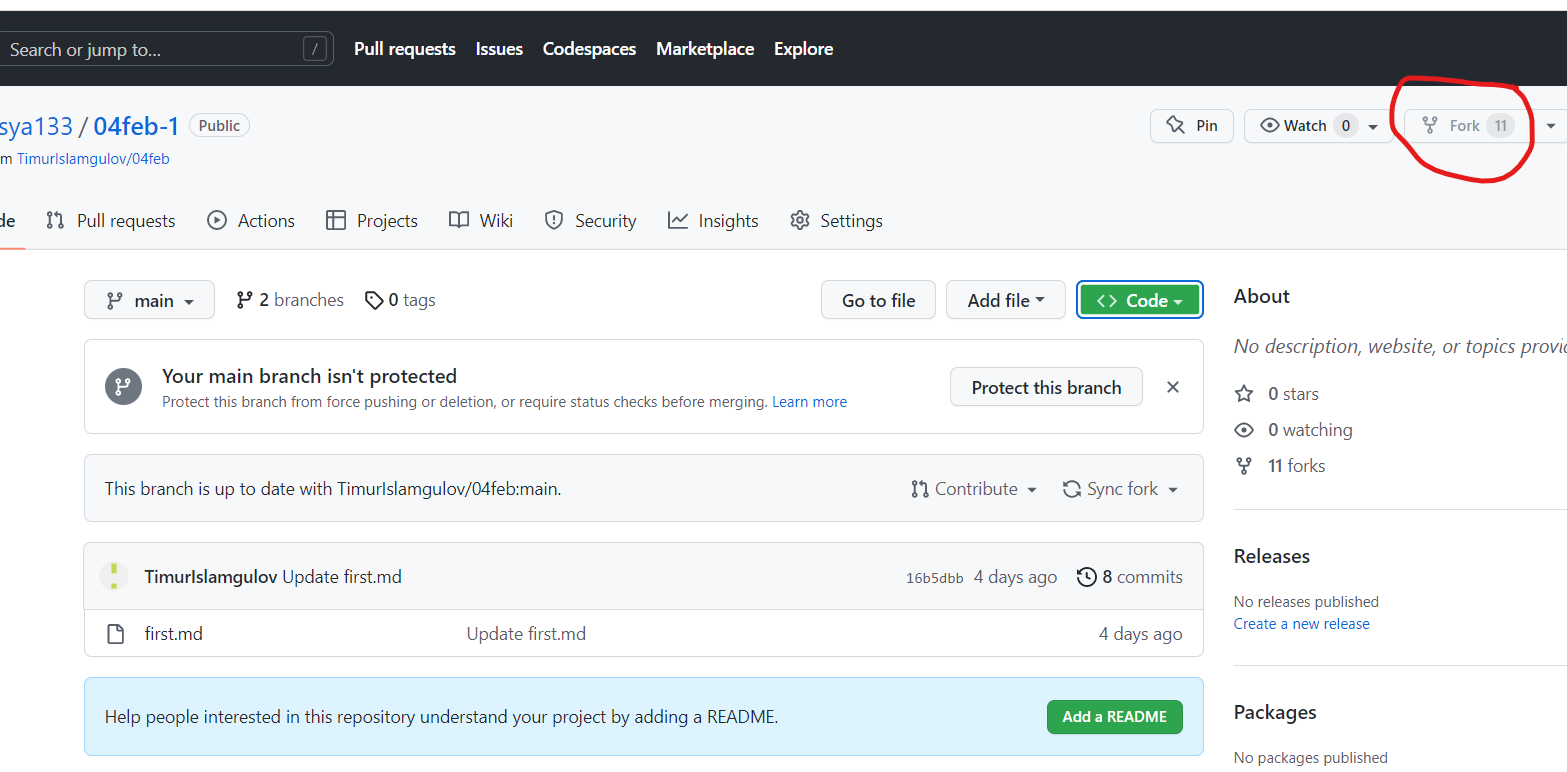 Search or jump to... / Pull requests Issues Codespaces Marketplace Explore
sya133 / 04feb-1 Public Pin Watch 0 Fork 11
m TimurIslamgulov/04feb
de Pull requests Actions Projects Wiki Security Insights Settings
main 2 branches 0 tags Go to file Add file Code
About
Your main branch isn't protected
Protect this branch from force pushing or deletion, or require status checks before merging. Learn more
Protect this branch
No description, website, or topics provi
0 stars
0 watching
11 forks
This branch is up to date with TimurIslamgulov/04feb:main. Contribute Sync fork
TimurIslamgulov Update first.md 16b5dbb 4 days ago 8 commits
first.md Update first.md 4 days ago
Releases
No releases published
Create a new release
Help people interested in this repository understand your project by adding a README. Add a README
Packages
No packages published